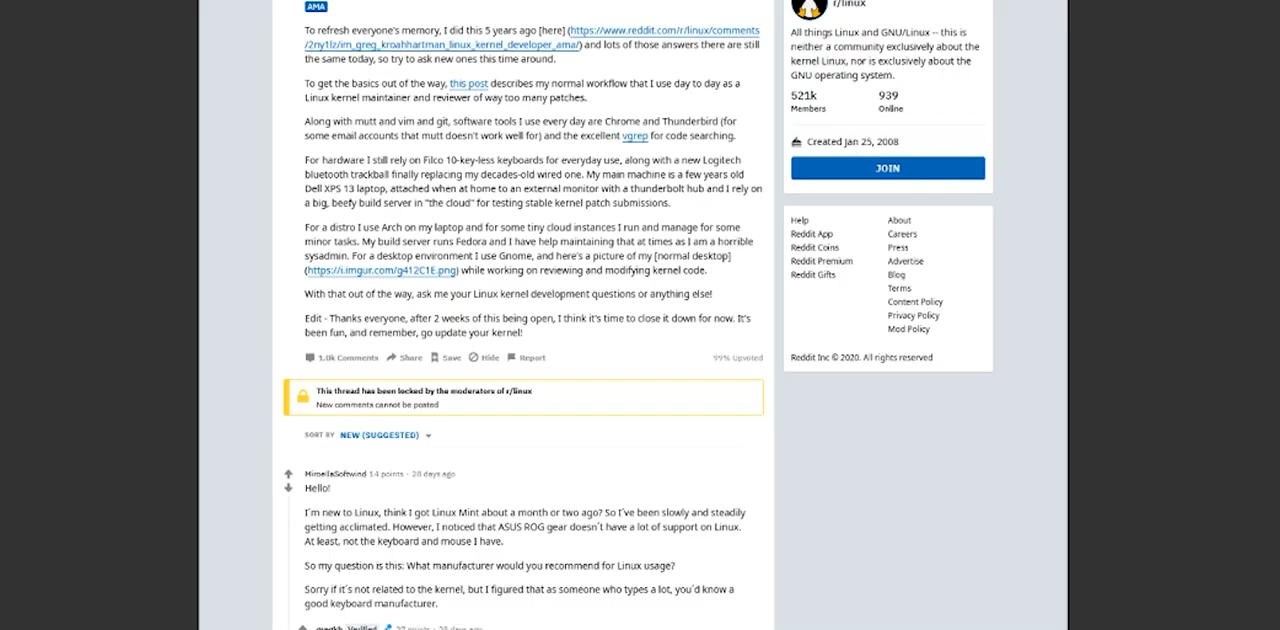 AMA
To refresh everyone's memory, I did this 5 years ago [here] (https://www.reddit.com/r/linux/comments
/2ny1lz/im_greg_kroahhartman_linux_kernel_developer_ama/) and lots of those answers there are still
the same today, so try to ask new ones this time around.
To get the basics out of the way, this post describes my normal workflow that I use day to day as a
Linux kernel maintainer and reviewer of way too many patches.
Along with mutt and vim and git, software tools I use every day are Chrome and Thunderbird (for
some email accounts that mutt doesn't work well for) and the excellent vgrep for code searching.
For hardware I still rely on Filco 10-key-less keyboards for everyday use, along with a new Logitech
bluetooth trackball finally replacing my decades-old wired one. My main machine is a few years old
Dell XPS 13 laptop, attached when at home to an external monitor with a thunderbolt hub and I rely on
a big, beefy build server in "the cloud" for testing stable kernel patch submissions.
For a distro I use Arch on my laptop and for some tiny cloud instances I run and manage for some
minor tasks. My build server runs Fedora and I have help maintaining that at times as I am a horrible
sysadmin. For a desktop environment I use Gnome, and here's a picture of my [normal desktop]
(https://i.imgur.com/g412C1E.png) while working on reviewing and modifying kernel code.
With that out of the way, ask me your Linux kernel development questions or anything else!
Edit - Thanks everyone, after 2 weeks of this being open, I think it's time to close it down for now. It's
been fun, and remember, go update your kernel!
1.0k Comments Share Save Hide Report 99% Upvoted
This thread has been locked by the moderators of r/linux
New comments cannot be posted
SORT BY NEW (SUGGESTED)
MirnellaSoftwind 14 points · 28 days ago
Hello!
I´m new to Linux, think I got Linux Mint about a month or two ago? So I´ve been slowly and steadily
getting acclimated. However, I noticed that ASUS ROG gear doesn´t have a lot of support on Linux.
At least, not the keyboard and mouse I have.
So my question is this: What manufacturer would you recommend for Linux usage?
Sorry if it´s not related to the kernel, but I figured that as someone who types a lot, you´d know a
good keyboard manufacturer.
gregkh Verified
r/linux
All things Linux and GNU/Linux -- this is
neither a community exclusively about the
kernel Linux, nor is exclusively about the
GNU operating system.
521k 939
Members Online
Created Jan 25, 2008
JOIN
Help About
Reddit App Careers
Reddit Coins Press
Reddit Premium Advertise
Reddit Gifts Blog
Terms
Content Policy
Privacy Policy
Mod Policy
Reddit Inc © 2020. All rights reserved